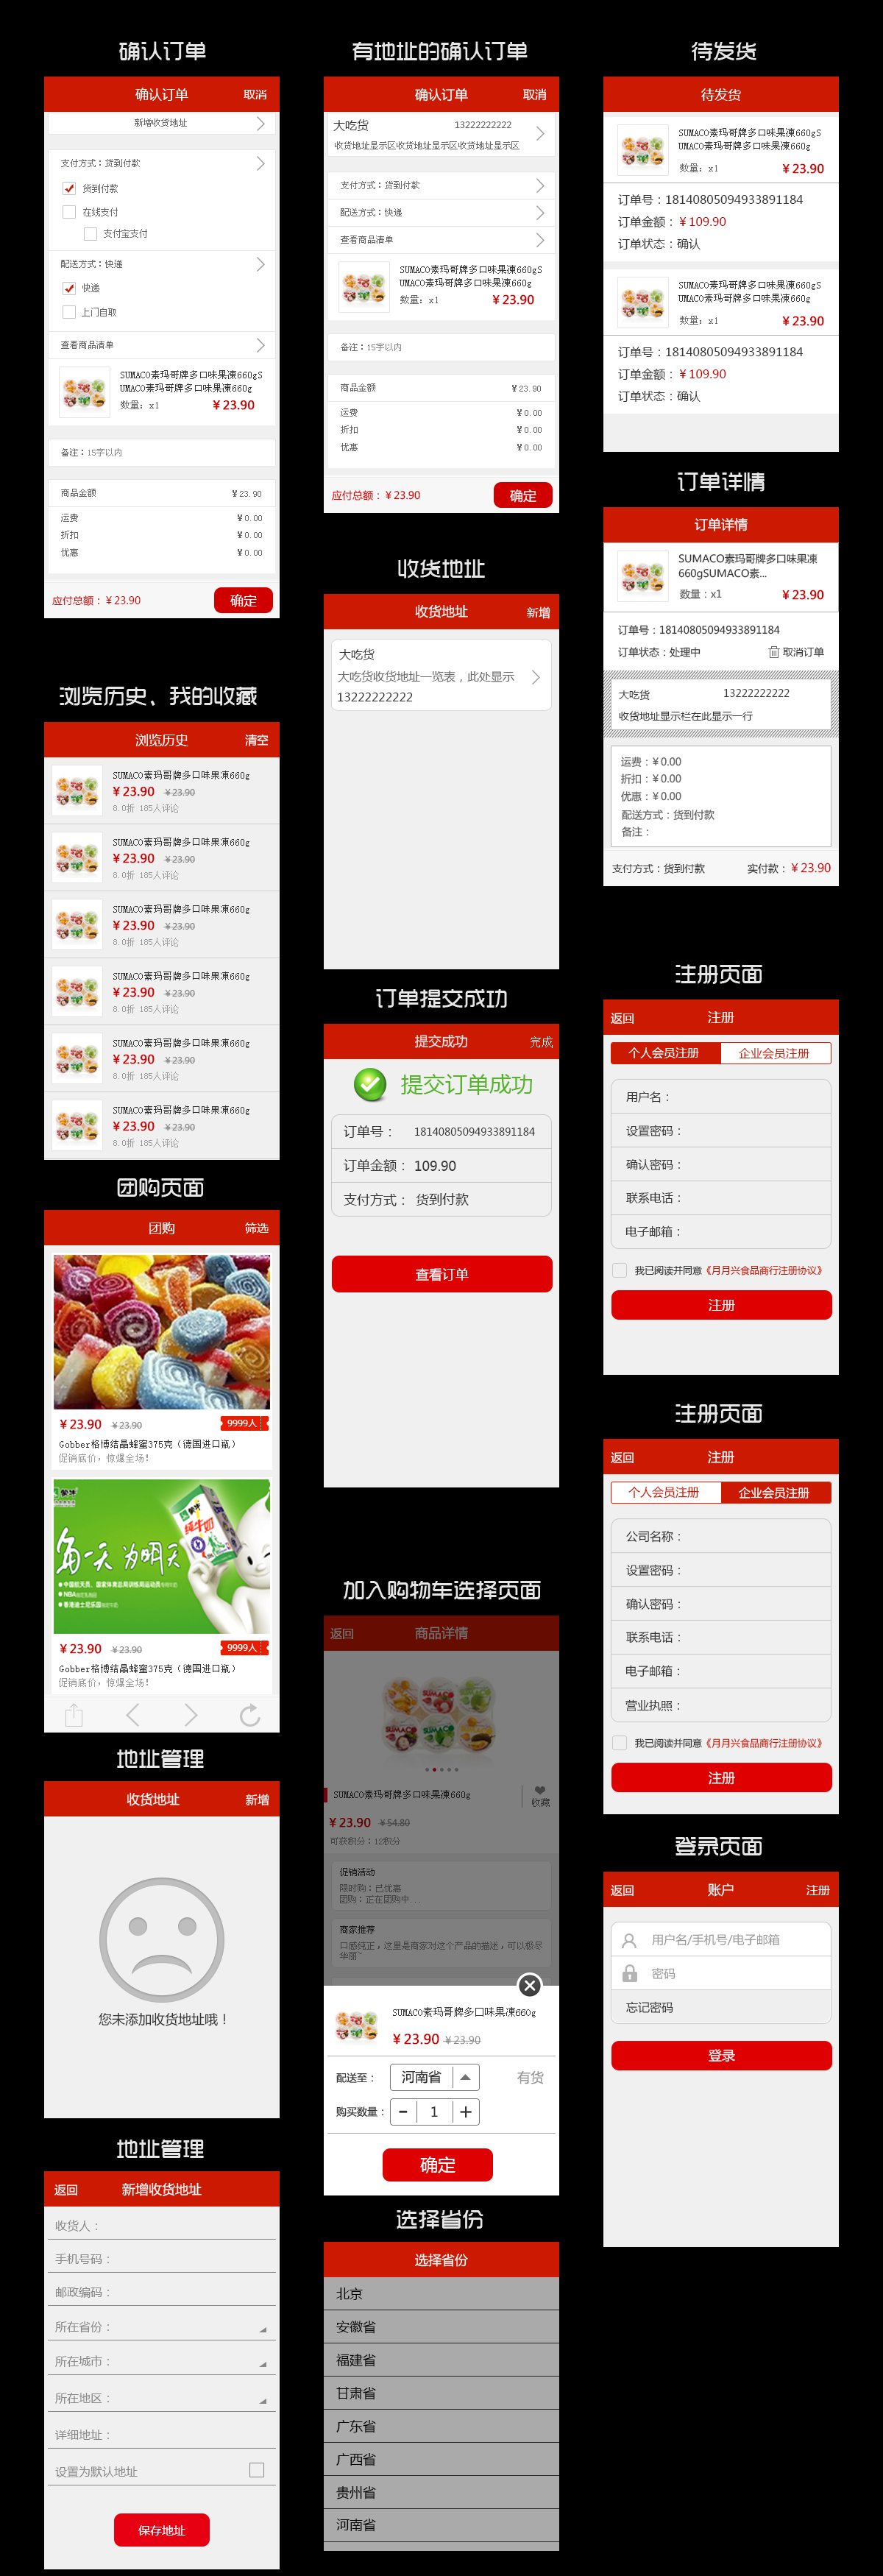 确认订单
确认订单
取消
新增收货地址
支付方式：货到付款
货到付款
在线支付
支付宝支付
配送方式：快递
快递
上门自取
查看商品清单
SUMACO素玛哥牌多口味果凍660gS
UMACO素玛哥牌多口味果凍660g
数量：x1
¥ 23.90
备注：15字以内
商品金额
¥ 23.90
运费
¥ 0.00
折扣
¥ 0.00
优惠
¥ 0.00
应付总额：¥ 23.90
确定
浏览历史、我的收藏
浏览历史
清空
SUMACO素玛哥牌多口味果凍660g
¥ 23.90 ¥23.90
8.0折 185人评论
SUMACO素玛哥牌多口味果凍660g
¥ 23.90 ¥23.90
8.0折 185人评论
SUMACO素玛哥牌多口味果凍660g
¥ 23.90 ¥23.90
8.0折 185人评论
SUMACO素玛哥牌多口味果凍660g
¥ 23.90 ¥23.90
8.0折 185人评论
SUMACO素玛哥牌多口味果凍660g
¥ 23.90 ¥23.90
8.0折 185人评论
SUMACO素玛哥牌多口味果凍660g
¥ 23.90 ¥23.90
8.0折 185人评论
团购页面
团购
筛选
¥ 23.90 ¥23.90
9999人
Gobber格博结晶蜂蜜375克（德国进口瓶）
促销底价，惊爆全场！
蒙牛
纯牛奶
每一天 为明天
¥ 23.90 ¥23.90
9999人
Gobber格博结晶蜂蜜375克（德国进口瓶）
促销底价，惊爆全场！
地址管理
收货地址
新增
您未添加收货地址哦！
地址管理
返回
新增收货地址
收货人：
手机号码：
邮政编码：
所在省份：
所在城市：
所在地区：
详细地址：
设置为默认地址
保存地址
有地址的确认订单
确认订单
取消
大吃货
13222222222
收货地址显示区收货地址显示区收货地址显示区
支付方式：货到付款
配送方式：快递
查看商品清单
SUMACO素玛哥牌多口味果凍660gS
UMACO素玛哥牌多口味果凍660g
数量：x1
¥ 23.90
备注：15字以内
商品金额
¥ 23.90
运费
¥ 0.00
折扣
¥ 0.00
优惠
¥ 0.00
应付总额：¥ 23.90
确定
收货地址
收货地址
新增
大吃货
大吃货收货地址一览表，此处显示
13222222222
订单提交成功
提交成功
完成
提交订单成功
订单号： 18140805094933891184
订单金额： 109.90
支付方式： 货到付款
查看订单
加入购物车选择页面
返回
商品详情
SUMACO
SUMACO
SUMACO素玛哥牌多口味果凍660g
收藏
¥ 23.90 ¥54.80
可获积分：12积分
促销活动
限时购：已优惠
团购：正在团购中...
商家推荐
口感纯正，这里是商家对这个产品的描述，可以极尽
华丽~
SUMACO素玛哥牌多口味果凍660g
¥ 23.90 ¥23.90
配送至：
河南省
有货
购买数量：
- 1 +
确定
选择省份
选择省份
北京
安徽省
福建省
甘肃省
广东省
广西省
贵州省
河南省
待发货
待发货
SUMACO素玛哥牌多口味果凍660gS
UMACO素玛哥牌多口味果凍660g
数量：x1
¥ 23.90
订单号：18140805094933891184
订单金额：¥ 109.90
订单状态：确认
SUMACO素玛哥牌多口味果凍660gS
UMACO素玛哥牌多口味果凍660g
数量：x1
¥ 23.90
订单号：18140805094933891184
订单金额：¥ 109.90
订单状态：确认
订单详情
订单详情
SUMACO素玛哥牌多口味果凍
660gSUMACO素...
数量：x1
¥ 23.90
订单号：18140805094933891184
订单状态：处理中
取消订单
大吃货
13222222222
收货地址显示栏在此显示一行
运费：¥ 0.00
折扣：¥ 0.00
优惠：¥ 0.00
配送方式：货到付款
备注：
支付方式：货到付款
实付款：¥ 23.90
注册页面
返回
注册
个人会员注册
企业会员注册
用户名：
设置密码：
确认密码：
联系电话：
电子邮箱：
我已阅读并同意《月月兴食品商行注册协议》
注册
注册页面
返回
注册
个人会员注册
企业会员注册
公司名称：
设置密码：
确认密码：
联系电话：
电子邮箱：
营业执照：
我已阅读并同意《月月兴食品商行注册协议》
注册
登录页面
返回
账户
注册
用户名/手机号/电子邮箱
密码
忘记密码
登录